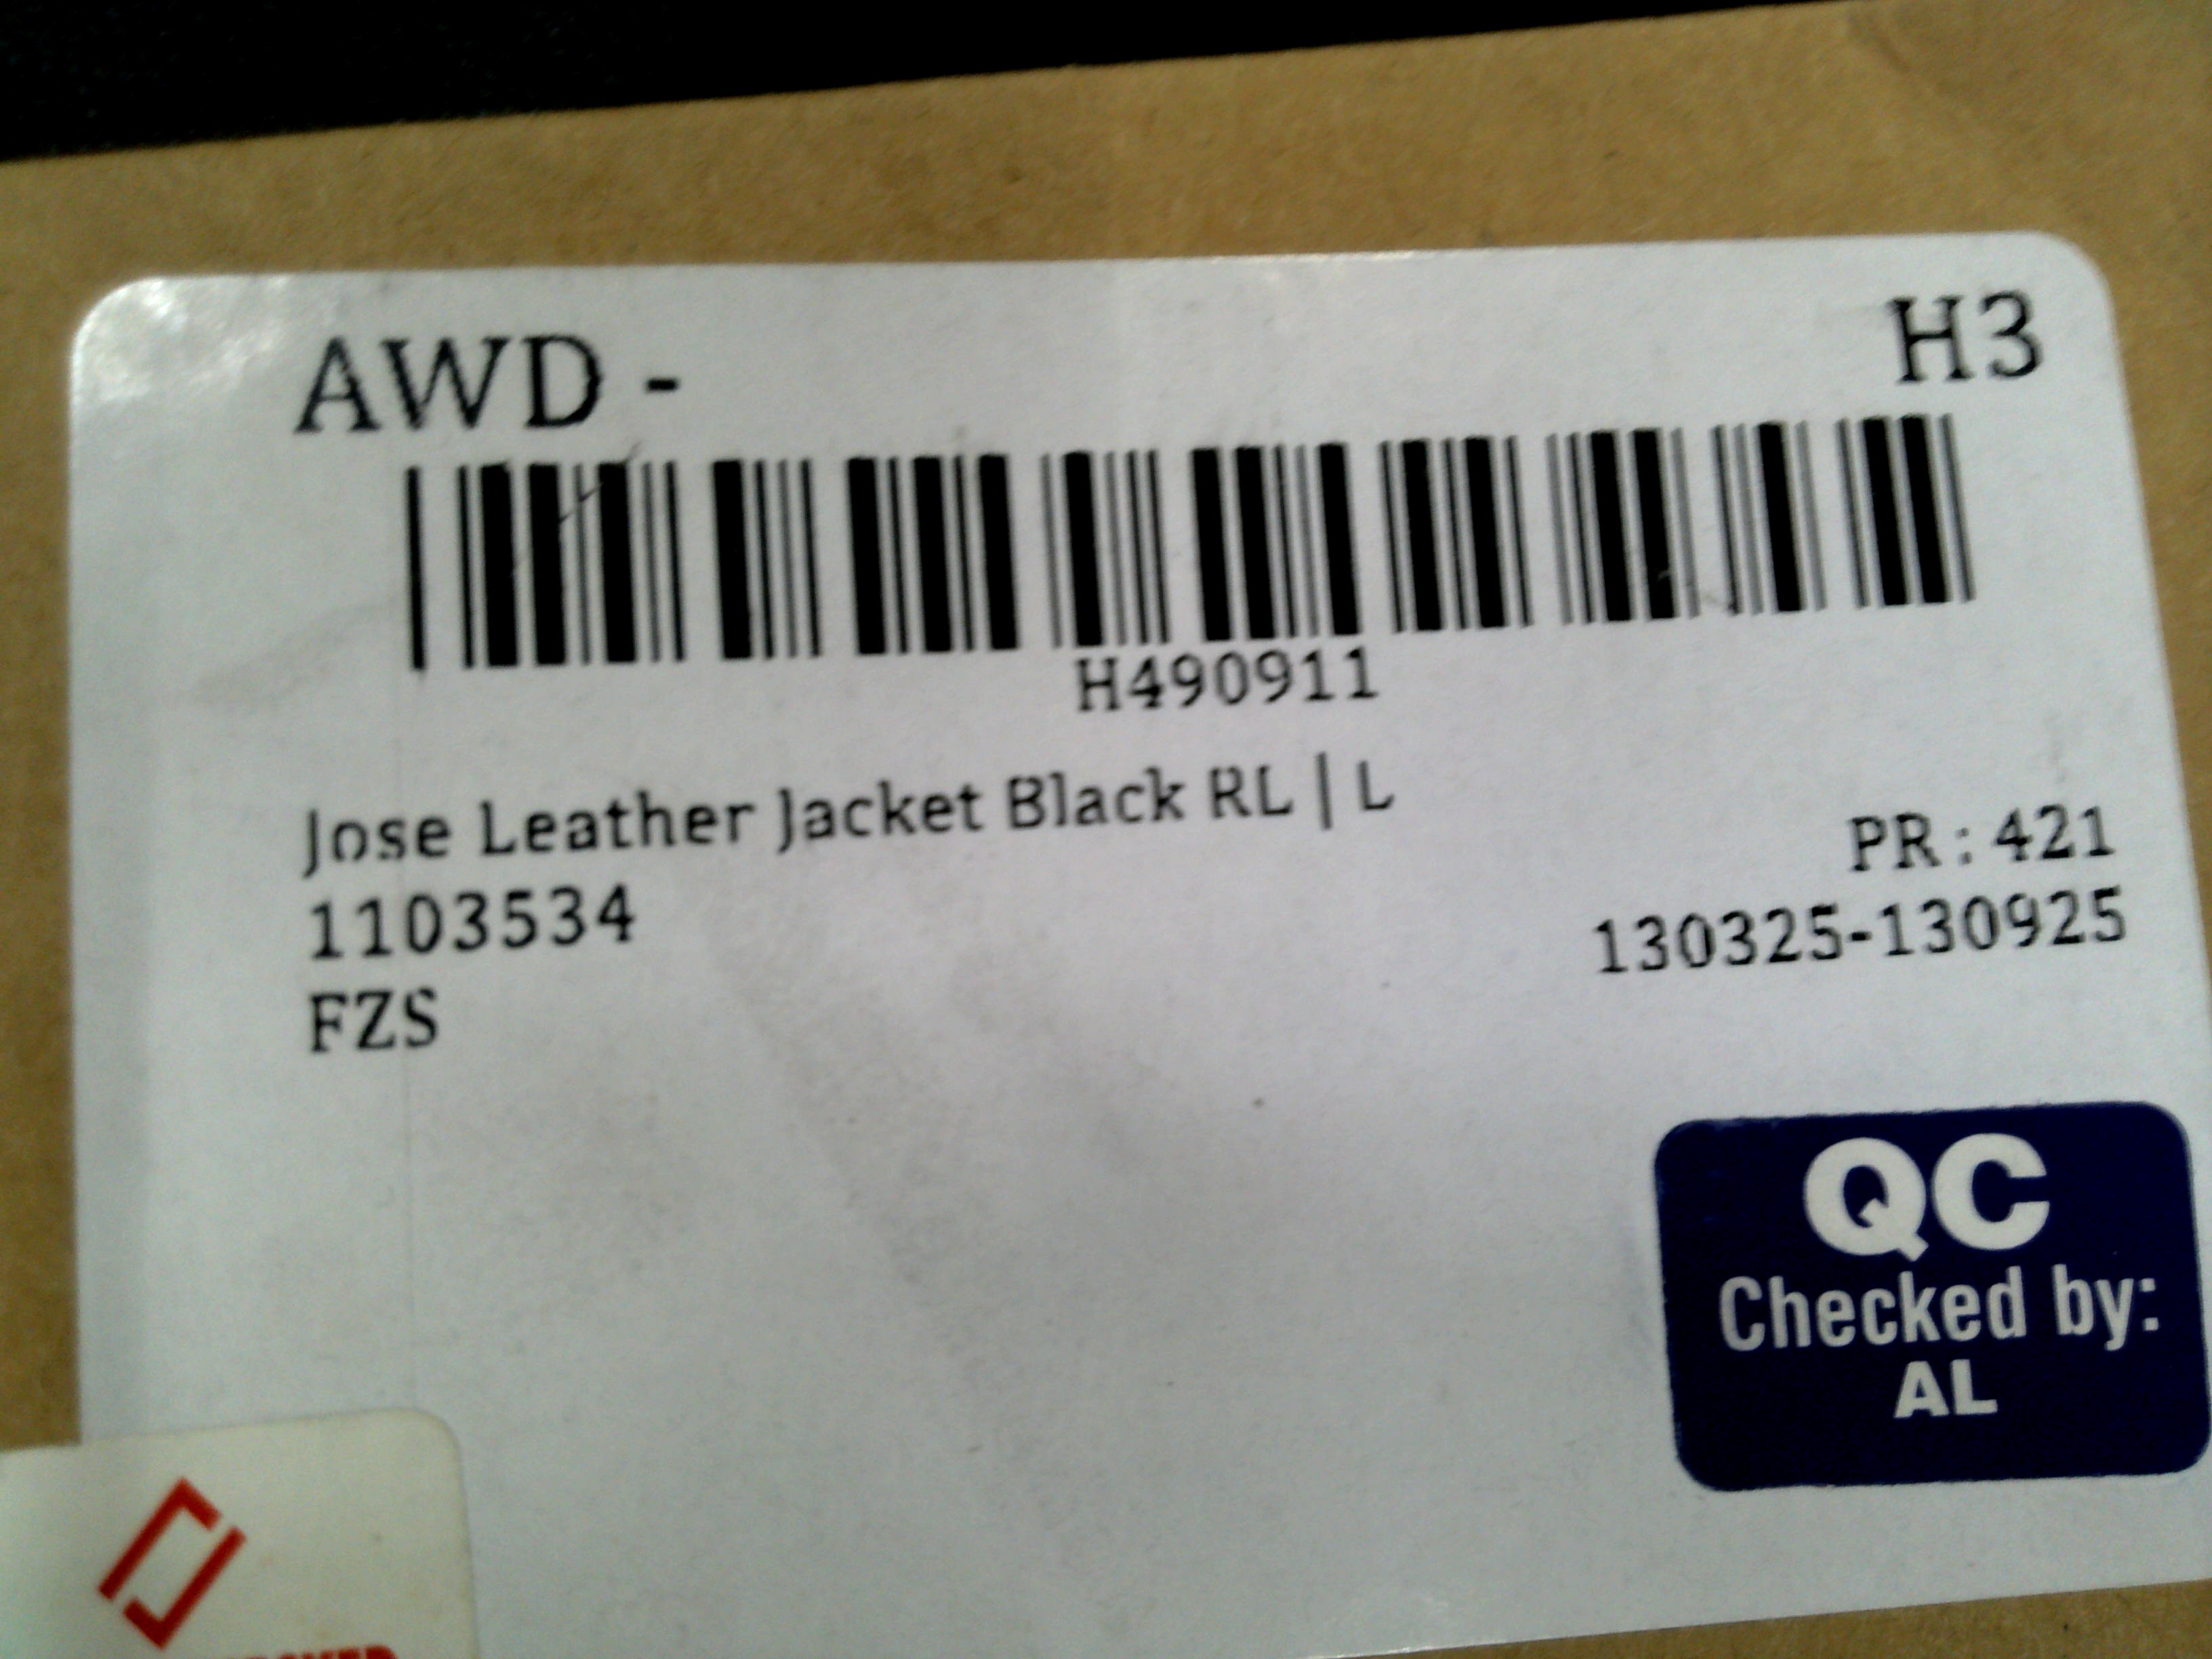 AWD -
H3
H490911
Jose Leather Jacket Black RL | L
PR : 421
1103534
130325-130925
FZS
QC
Checked by:
AL